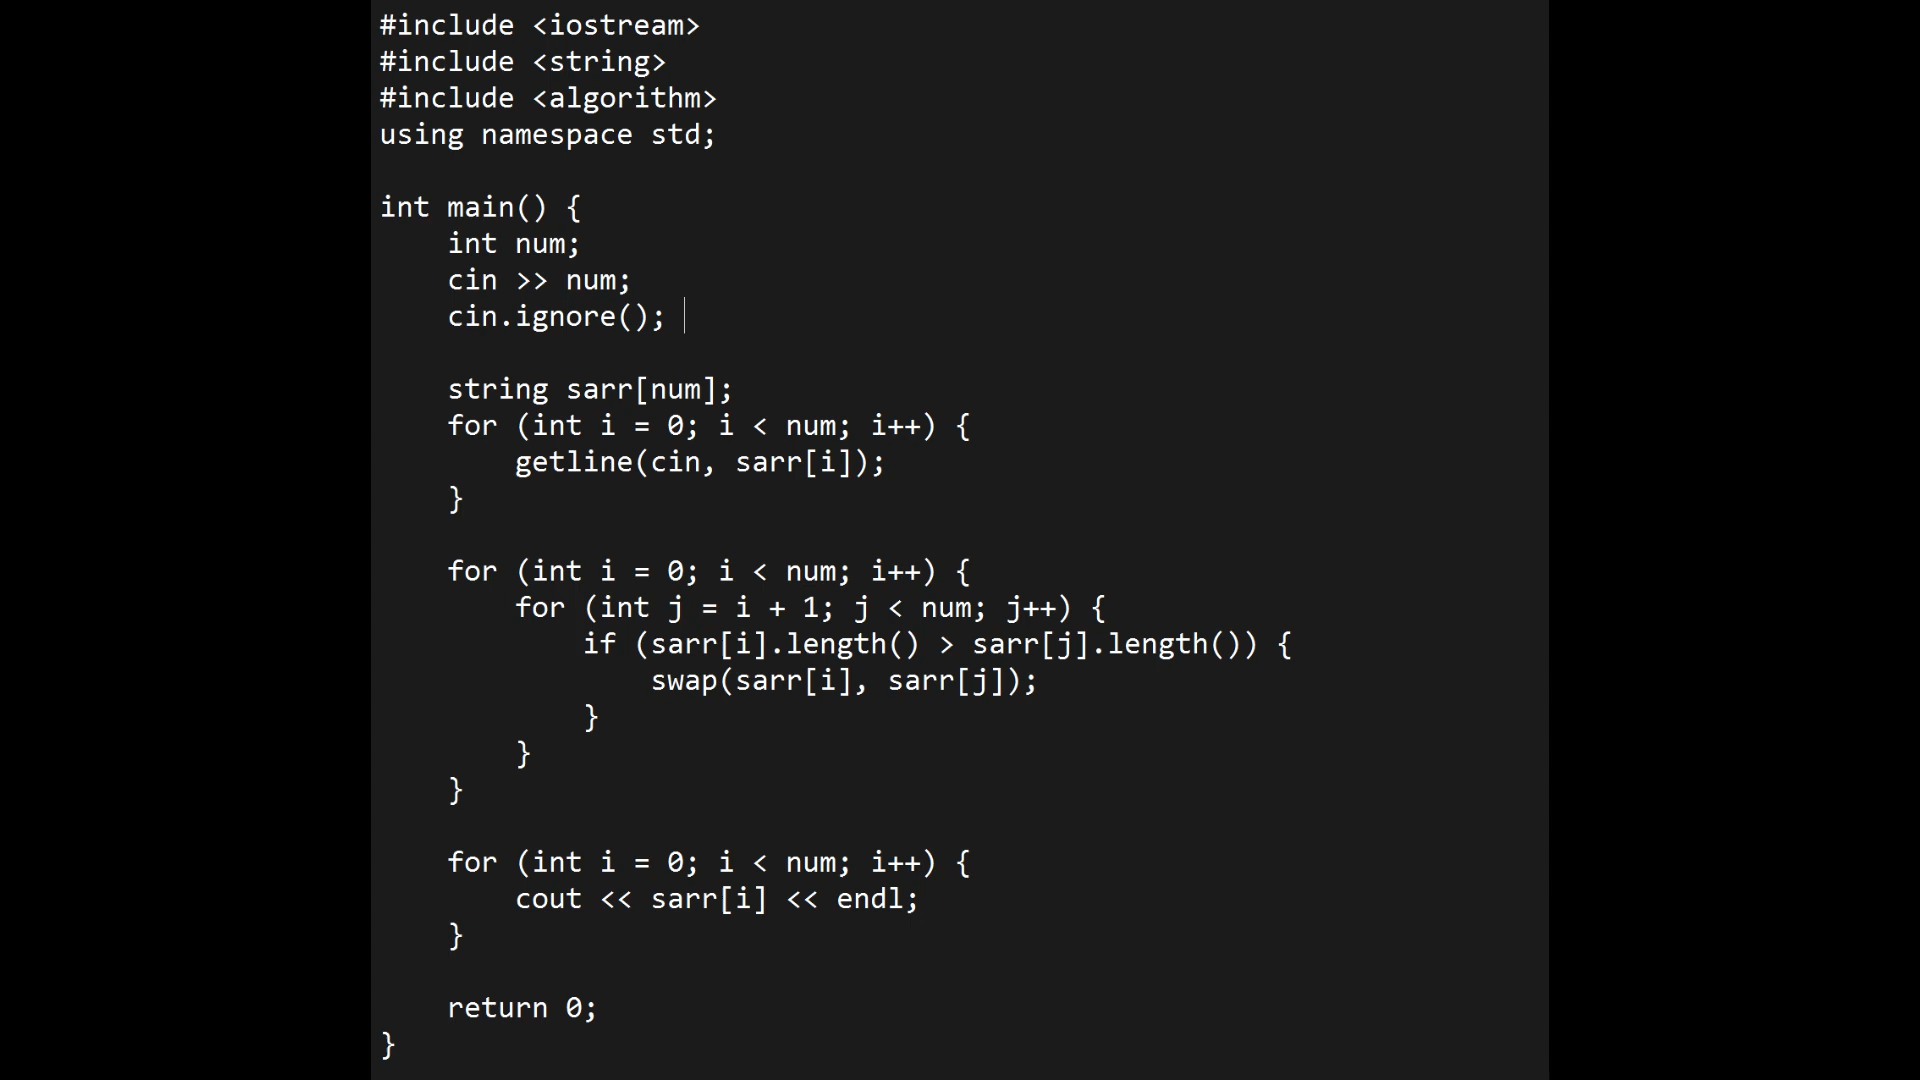 #include <iostream>
#include <string>
#include <algorithm>
using namespace std;

int main() {
    int num;
    cin >> num;
    cin.ignore();

    string sarr[num];
    for (int i = 0; i < num; i++) {
        getline(cin, sarr[i]);
    }

    for (int i = 0; i < num; i++) {
        for (int j = i + 1; j < num; j++) {
            if (sarr[i].length() > sarr[j].length()) {
                swap(sarr[i], sarr[j]);
            }
        }
    }

    for (int i = 0; i < num; i++) {
        cout << sarr[i] << endl;
    }

    return 0;
}